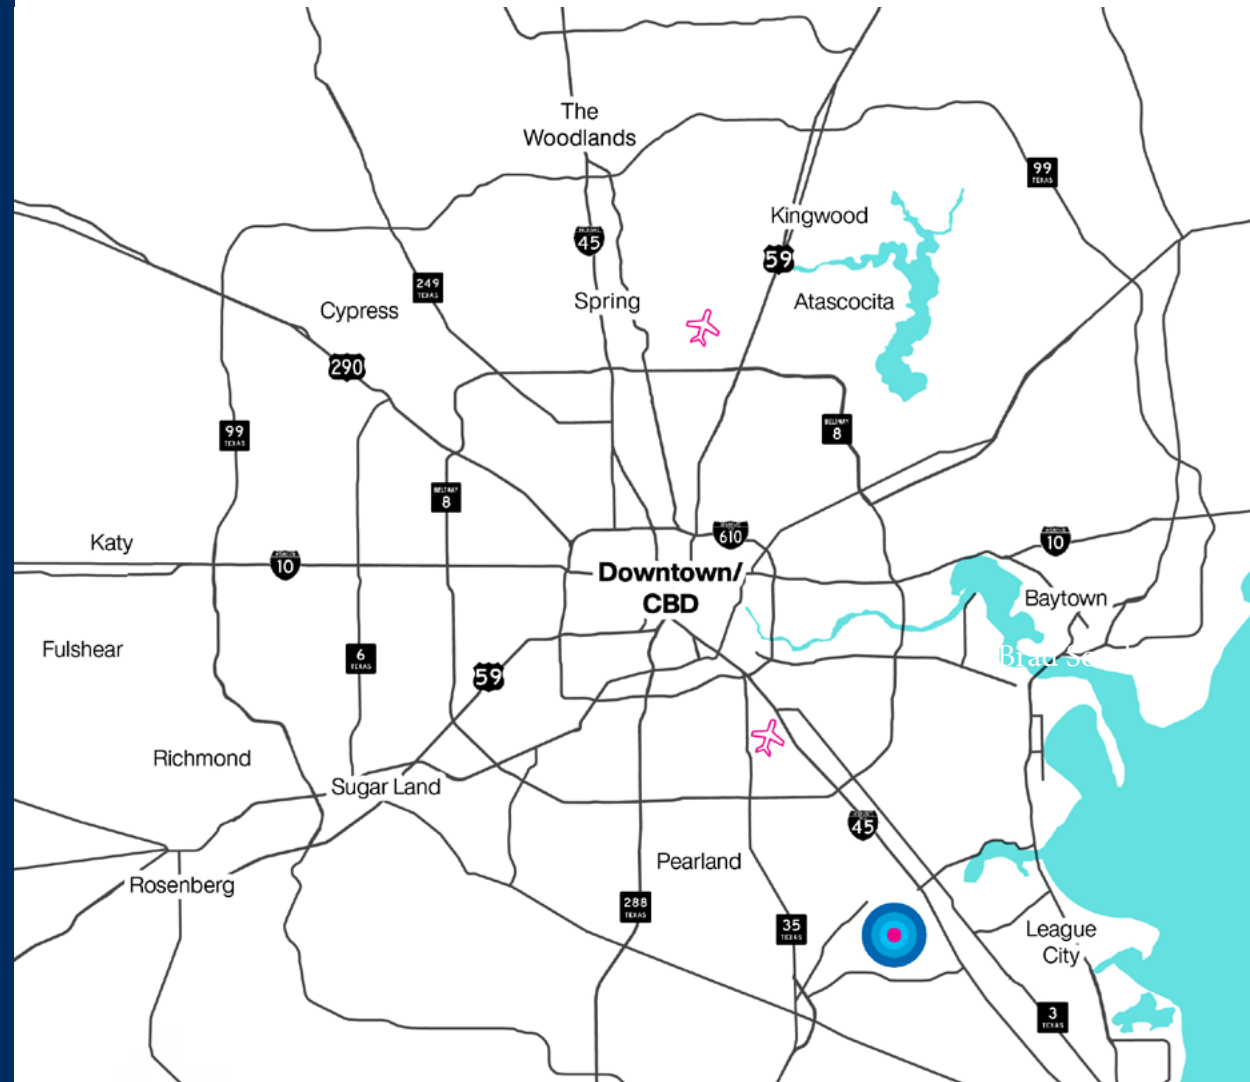 The
Woodlands
99
TEXAS
Kingwood
45
59
249
TEXAS
Spring
Atascocita
Cypress
290
99
TEXAS
BELTWAY
8
BELTWAY
8
610
Katy
10
10
Downtown/
CBD
Baytown
Fulshear
6
TEXAS
Brad
59
Richmond
Sugar Land
45
Pearland
Rosenberg
288
TEXAS
35
TEXAS
League
City
3
TEXAS